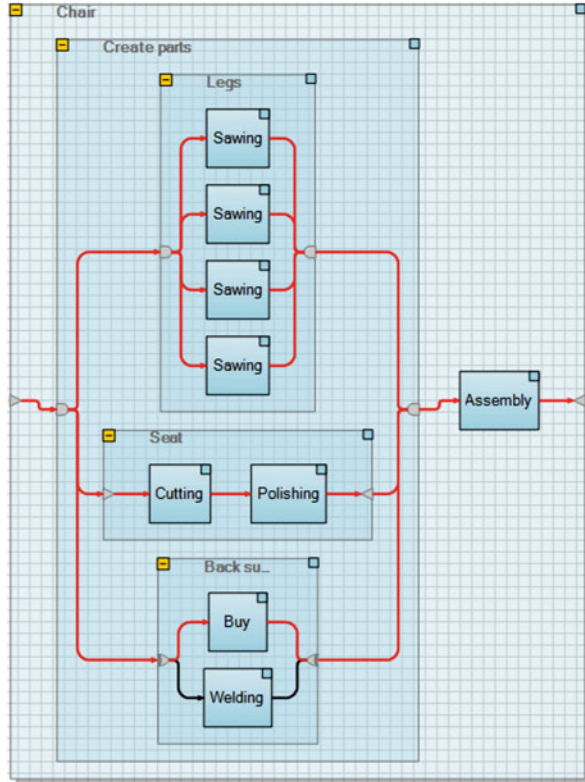 Chair
Create parts
Legs
Sawing
Sawing
Sawing
Sawing
Assembly
Seat
Cutting
Polishing
Back su...
Buy
Welding